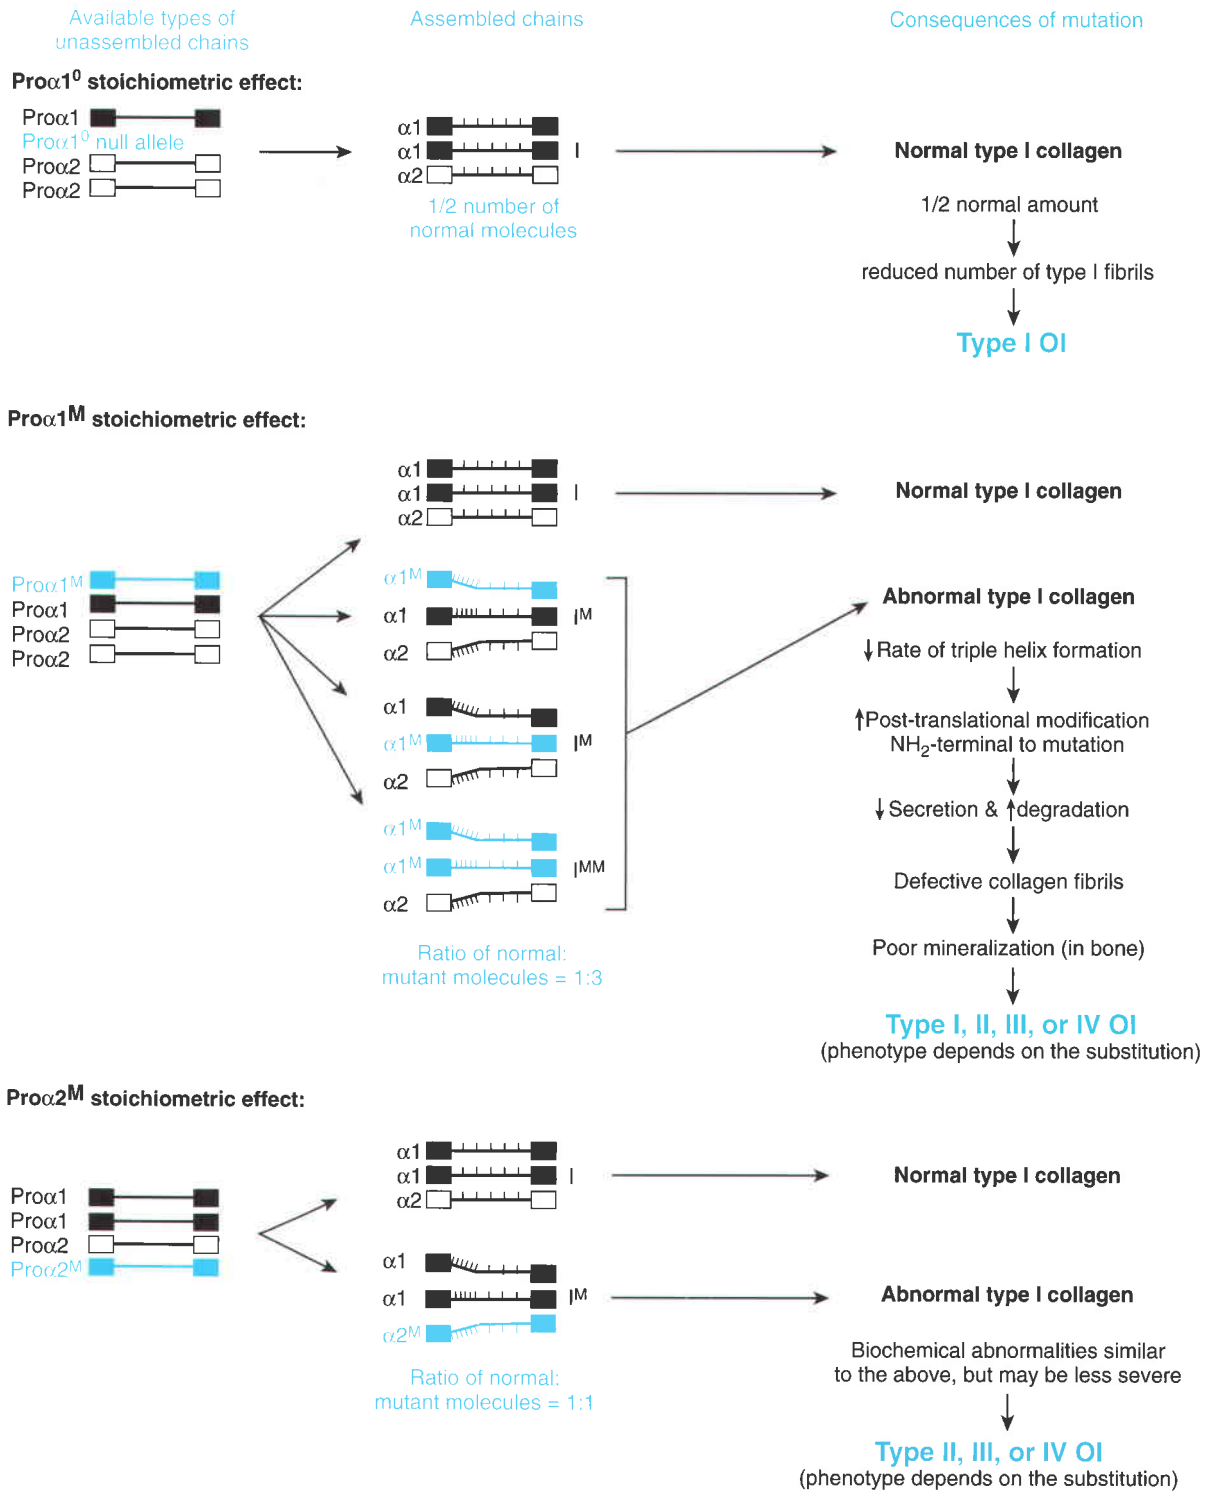 Available types of
unassembled chains
Assembled chains
Consequences of mutation
Proα1⁰ stoichiometric effect:
Proα1
Proα1⁰ null allele
Proα2
Proα2
α1
α1
α2
I
1/2 number of
normal molecules
Normal type I collagen
1/2 normal amount
reduced number of type I fibrils
Type I OI
Proα1ᴹ stoichiometric effect:
Proα1ᴹ
Proα1
Proα2
Proα2
α1
α1
α2
I
α1ᴹ
α1
α2
Iᴹ
α1
α1ᴹ
α2
Iᴹ
α1ᴹ
α1ᴹ
α2
Iᴹᴹ
Ratio of normal:
mutant molecules = 1:3
Normal type I collagen
Abnormal type I collagen
↓Rate of triple helix formation
↑Post-translational modification
NH₂-terminal to mutation
↓Secretion & ↑degradation
Defective collagen fibrils
Poor mineralization (in bone)
Type I, II, III, or IV OI
(phenotype depends on the substitution)
Proα2ᴹ stoichiometric effect:
Proα1
Proα1
Proα2
Proα2ᴹ
α1
α1
α2
I
α1
α1
α2ᴹ
Iᴹ
Ratio of normal:
mutant molecules = 1:1
Normal type I collagen
Abnormal type I collagen
Biochemical abnormalities similar
to the above, but may be less severe
Type II, III, or IV OI
(phenotype depends on the substitution)